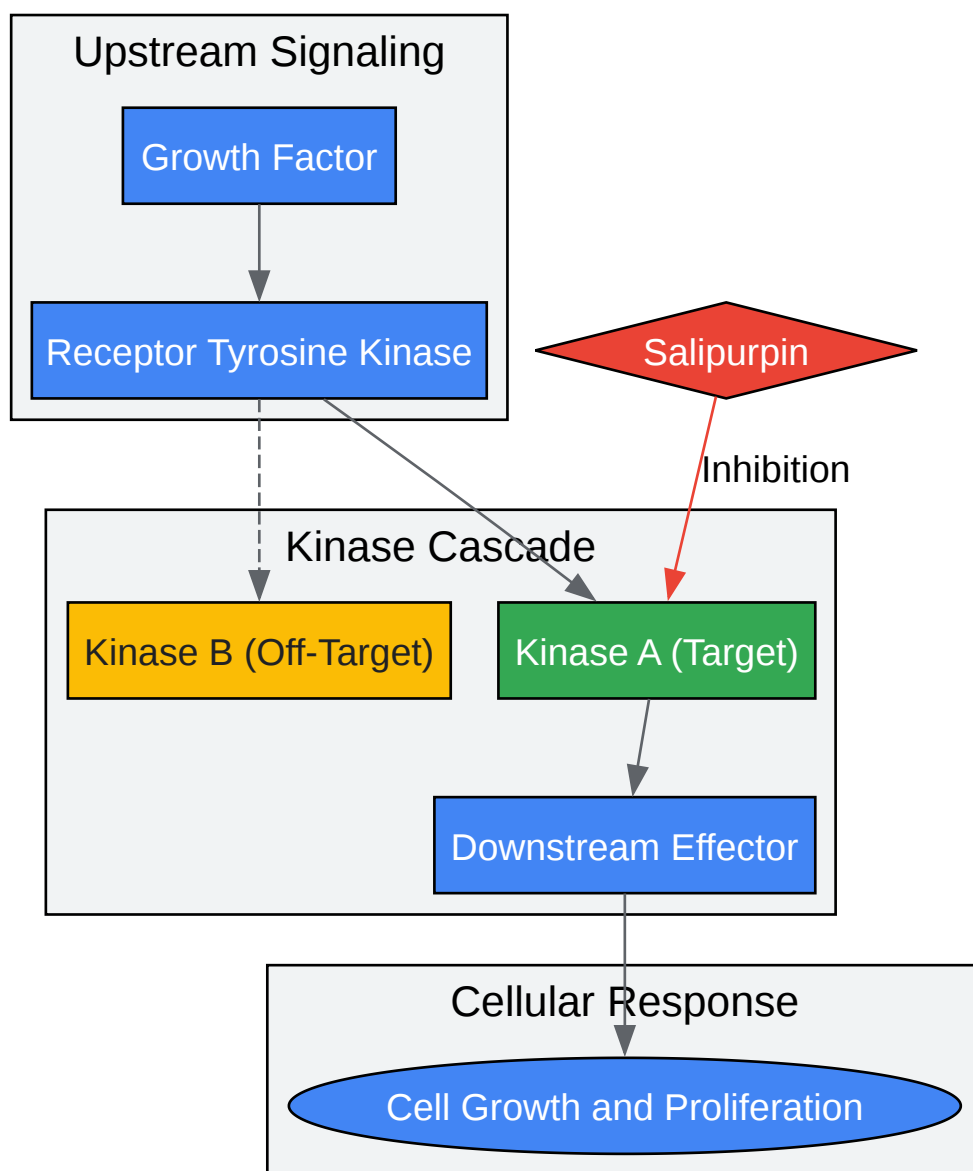 Upstream Signaling
Growth Factor
Receptor Tyrosine Kinase
Salipurpin
Inhibition
Kinase Cascade
Kinase B (Off-Target)
Kinase A (Target)
Downstream Effector
Cellular Response
Cell Growth and Proliferation